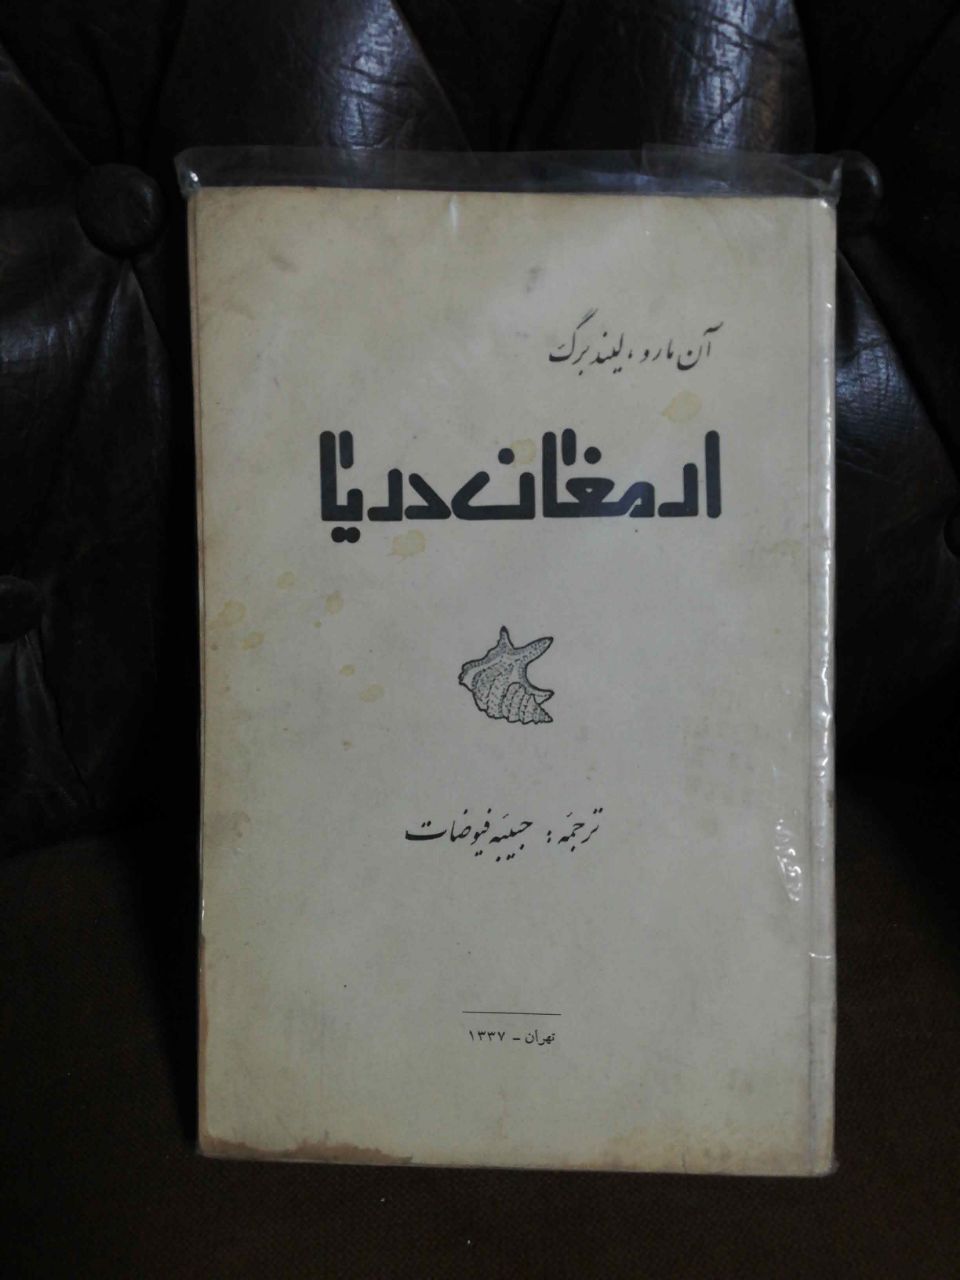 آن مارو، لیندبرگ
ارمغان دریا
ترجمه: حبیبه فیوضات
تهران - ۱۳۳۷